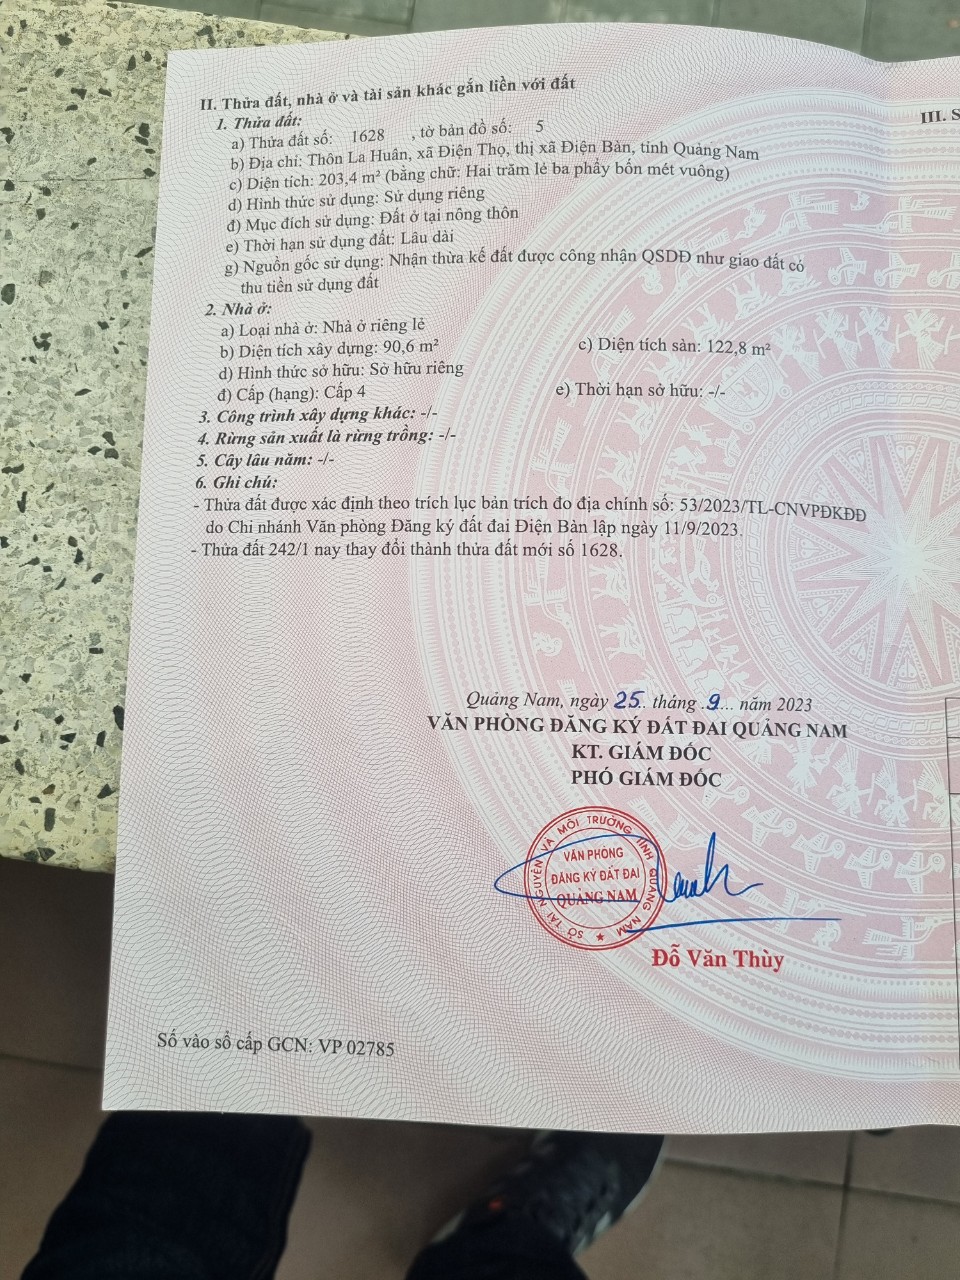 II. Thửa đất, nhà ở và tài sản khác gắn liền với đất
1. Thửa đất:
a) Thửa đất số: 1628 , tờ bản đồ số: 5
b) Địa chỉ: Thôn La Huân, xã Điện Thọ, thị xã Điện Bàn, tỉnh Quảng Nam
c) Diện tích: 203,4 m² (bằng chữ: Hai trăm lẻ ba phẩy bốn mét vuông)
d) Hình thức sử dụng: Sử dụng riêng
đ) Mục đích sử dụng: Đất ở tại nông thôn
e) Thời hạn sử dụng đất: Lâu dài
g) Nguồn gốc sử dụng: Nhận thừa kế đất được công nhận QSDĐ như giao đất có
thu tiền sử dụng đất
2. Nhà ở:
a) Loại nhà ở: Nhà ở riêng lẻ
b) Diện tích xây dựng: 90,6 m² c) Diện tích sàn: 122,8 m²
d) Hình thức sở hữu: Sở hữu riêng
đ) Cấp (hạng): Cấp 4 e) Thời hạn sở hữu: -/-
3. Công trình xây dựng khác: -/-
4. Rừng sản xuất là rừng trồng: -/-
5. Cây lâu năm: -/-
6. Ghi chú:
- Thửa đất được xác định theo trích lục bản trích đo địa chính số: 53/2023/TL-CNVPĐKĐĐ
do Chi nhánh Văn phòng Đăng ký đất đai Điện Bàn lập ngày 11/9/2023.
- Thửa đất 242/1 nay thay đổi thành thửa đất mới số 1628.
III. S
Quảng Nam, ngày 25.. tháng .9... năm 2023
VĂN PHÒNG ĐĂNG KÝ ĐẤT ĐAI QUẢNG NAM
KT. GIÁM ĐỐC
PHÓ GIÁM ĐỐC
SỞ TÀI NGUYÊN VÀ MÔI TRƯỜNG TỈNH QUẢNG NAM
VĂN PHÒNG
ĐĂNG KÝ ĐẤT ĐAI
QUẢNG NAM
Đỗ Văn Thùy
Số vào sổ cấp GCN: VP 02785